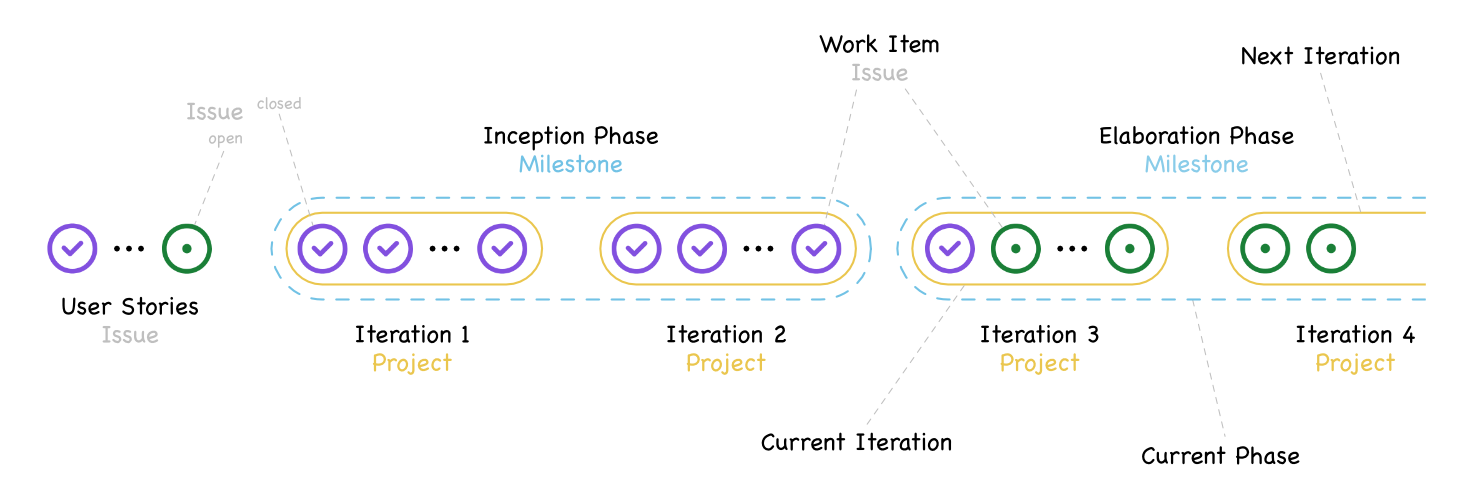 Work Item
Issue
Next Iteration
Issue
closed
open
Inception Phase
Milestone
Elaboration Phase
Milestone
User Stories
Issue
Iteration 1
Project
Iteration 2
Project
Iteration 3
Project
Iteration 4
Project
Current Iteration
Current Phase